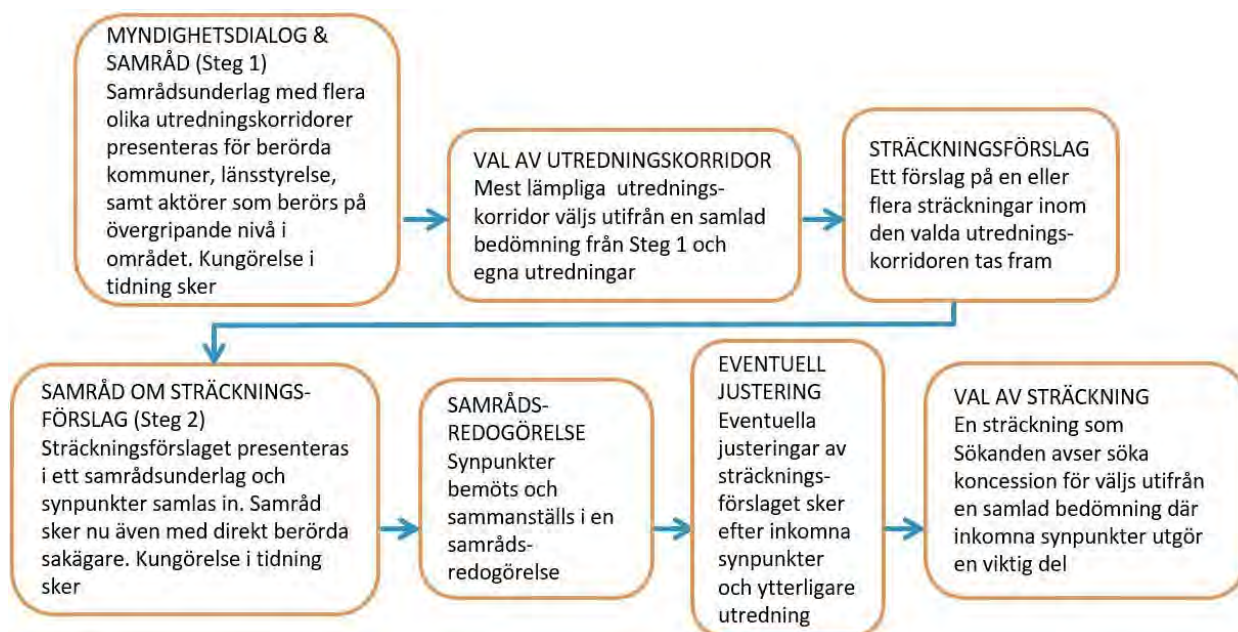 MYNDIGHETSDIALOG &
SAMRÅD (Steg 1)
Samrådsunderlag med flera
olika utredningskorridorer
presenteras för berörda
kommuner, länsstyrelse,
samt aktörer som berörs på
övergripande nivå i
området. Kungörelse i
tidning sker
VAL AV UTREDNINGSKORRIDOR
Mest lämpliga utrednings-
korridor väljs utifrån en samlad
bedömning från Steg 1 och
egna utredningar
STRÄCKNINGSFÖRSLAG
Ett förslag på en eller
flera sträckningar inom
den valda utrednings-
korridoren tas fram
SAMRÅD OM STRÄCKNINGS-
FÖRSLAG (Steg 2)
Sträckningsförslaget presenteras
i ett samrådsunderlag och
synpunkter samlas in. Samråd
sker nu även med direkt berörda
sakägare. Kungörelse i tidning
sker
SAMRÅDS-
REDOGÖRELSE
Synpunkter
bemöts och
sammanställs i en
samråds-
redogörelse
EVENTUELL
JUSTERING
Eventuella
justeringar av
sträcknings-
förslaget sker
efter inkomna
synpunkter
och ytterligare
utredning
VAL AV STRÄCKNING
En sträckning som
Sökanden avser söka
koncession för väljs utifrån
en samlad bedömning där
inkomna synpunkter utgör
en viktig del